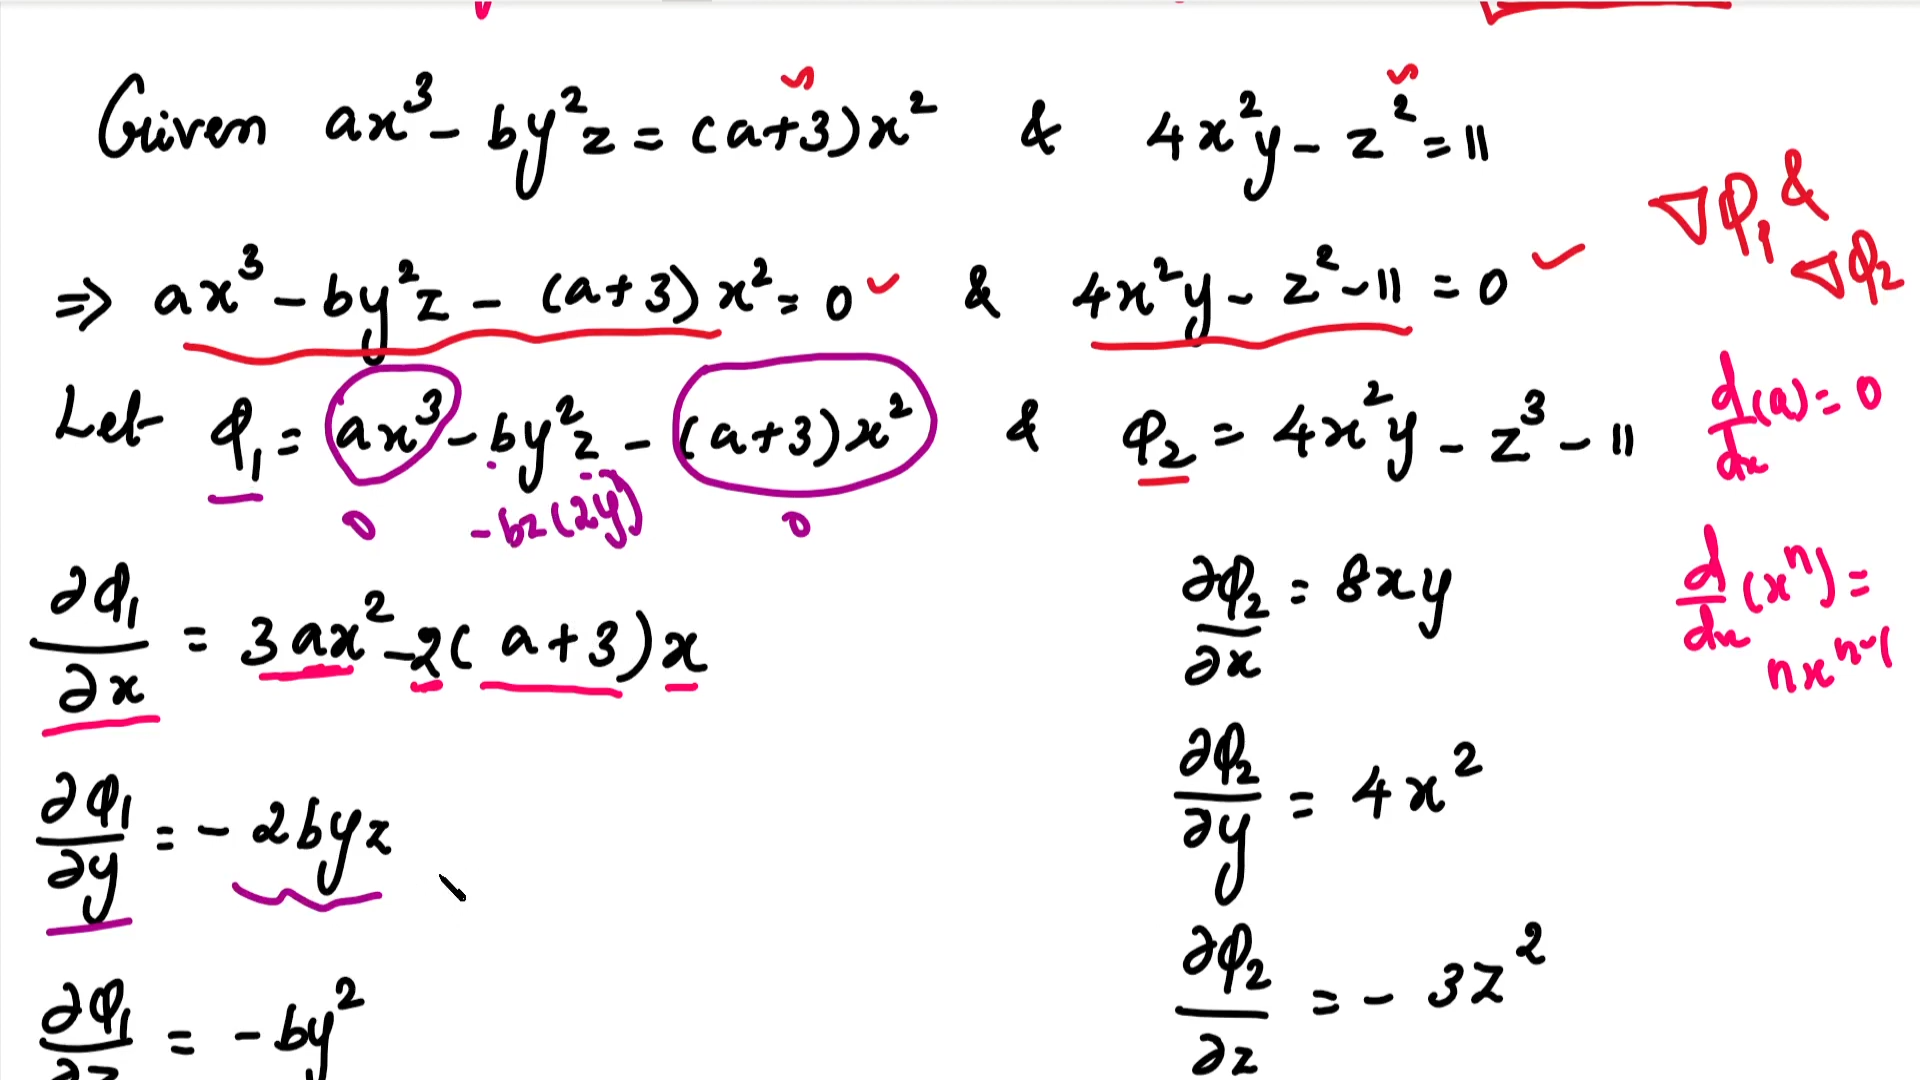 Given ax³ - by²z = (a+3)x² & 4x²y - z² = 11
∇φ₁ &
∇φ₂
⇒ ax³ - by²z - (a+3)x² = 0 & 4x²y - z² - 11 = 0
Let φ₁ = ax³ - by²z - (a+3)x² & φ₂ = 4x²y - z³ - 11
0 -bz(2y) 0
d/dx (a) = 0
∂φ₁/∂x = 3ax² - 2(a+3)x
∂φ₂/∂x = 8xy
d/dx (xⁿ) =
nxⁿ⁻¹
∂φ₁/∂y = - 2byz
∂φ₂/∂y = 4x²
∂φ₁/∂z = - by²
∂φ₂/∂z = - 3z²